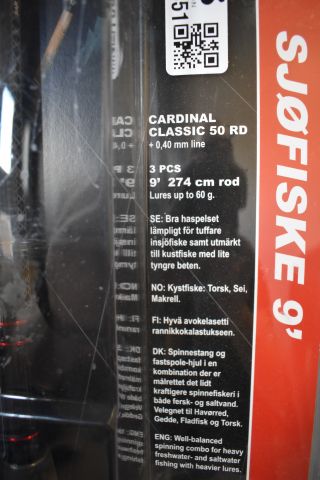 51
SJØFISKE 9'
CARDINAL
CLASSIC 50 RD
+ 0,40 mm line
3 PCS
9' 274 cm rod
Lures up to 60 g.
SE: Bra haspelset
lämpligt för tuffare
insjöfiske samt utmärkt
till kustfiske med lite
tyngre beten.
NO: Kystfiske: Torsk, Sei,
Makrell.
FI: Hyvä avokelasetti
rannikkokalastukseen.
DK: Spinnestang og
fastspole-hjul i en
kombination der er
målrettet det lidt
kraftigere spinnefiskeri i
både fersk- og saltvand.
Velegnet til Havørred,
Gedde, Fladfisk og Torsk.
ENG: Well-balanced
spinning combo for heavy
freshwater- and saltwater
fishing with heavier lures.